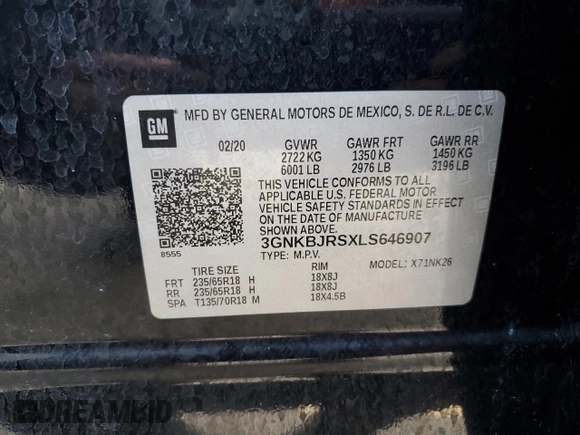 GM
MFD BY GENERAL MOTORS DE MEXICO, S. DE R.L. DE C.V.
02/20 GVWR GAWR FRT GAWR RR
2722 KG 1350 KG 1450 KG
6001 LB 2976 LB 3196 LB
THIS VEHICLE CONFORMS TO ALL
APPLICABLE U.S. FEDERAL MOTOR
VEHICLE SAFETY STANDARDS IN EFFECT
ON THE DATE OF MANUFACTURE
SHOWN ABOVE.
8555
3GNKBJRSXLS646907
TYPE: M.P.V. MODEL: X71NK26
TIRE SIZE RIM
FRT 235/65R18 H 18X8J
RR 235/65R18 H 18X8J
SPA T135/70R18 M 18X4.5B
DREAMBID